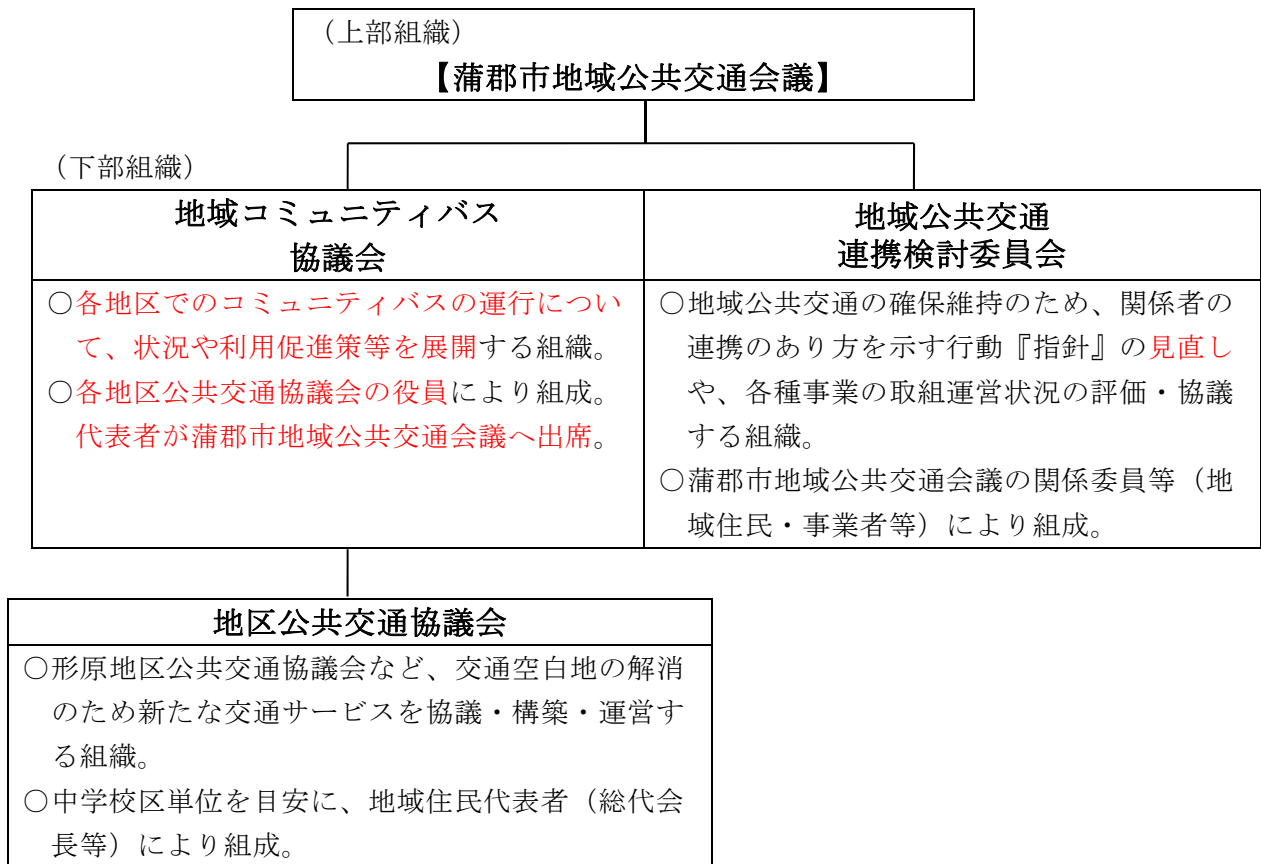 （上部組織）
【蒲郡市地域公共交通会議】
（下部組織）
地域コミュニティバス
協議会
○各地区でのコミュニティバスの運行につい
て、状況や利用促進策等を展開する組織。
○各地区公共交通協議会の役員により組成。
代表者が蒲郡市地域公共交通会議へ出席。
地域公共交通
連携検討委員会
○地域公共交通の確保維持のため、関係者の
連携のあり方を示す行動『指針』の見直し
や、各種事業の取組運営状況の評価・協議
する組織。
○蒲郡市地域公共交通会議の関係委員等（地
域住民・事業者等）により組成。
地区公共交通協議会
○形原地区公共交通協議会など、交通空白地の解消
のため新たな交通サービスを協議・構築・運営す
る組織。
○中学校区単位を目安に、地域住民代表者（総代会
長等）により組成。